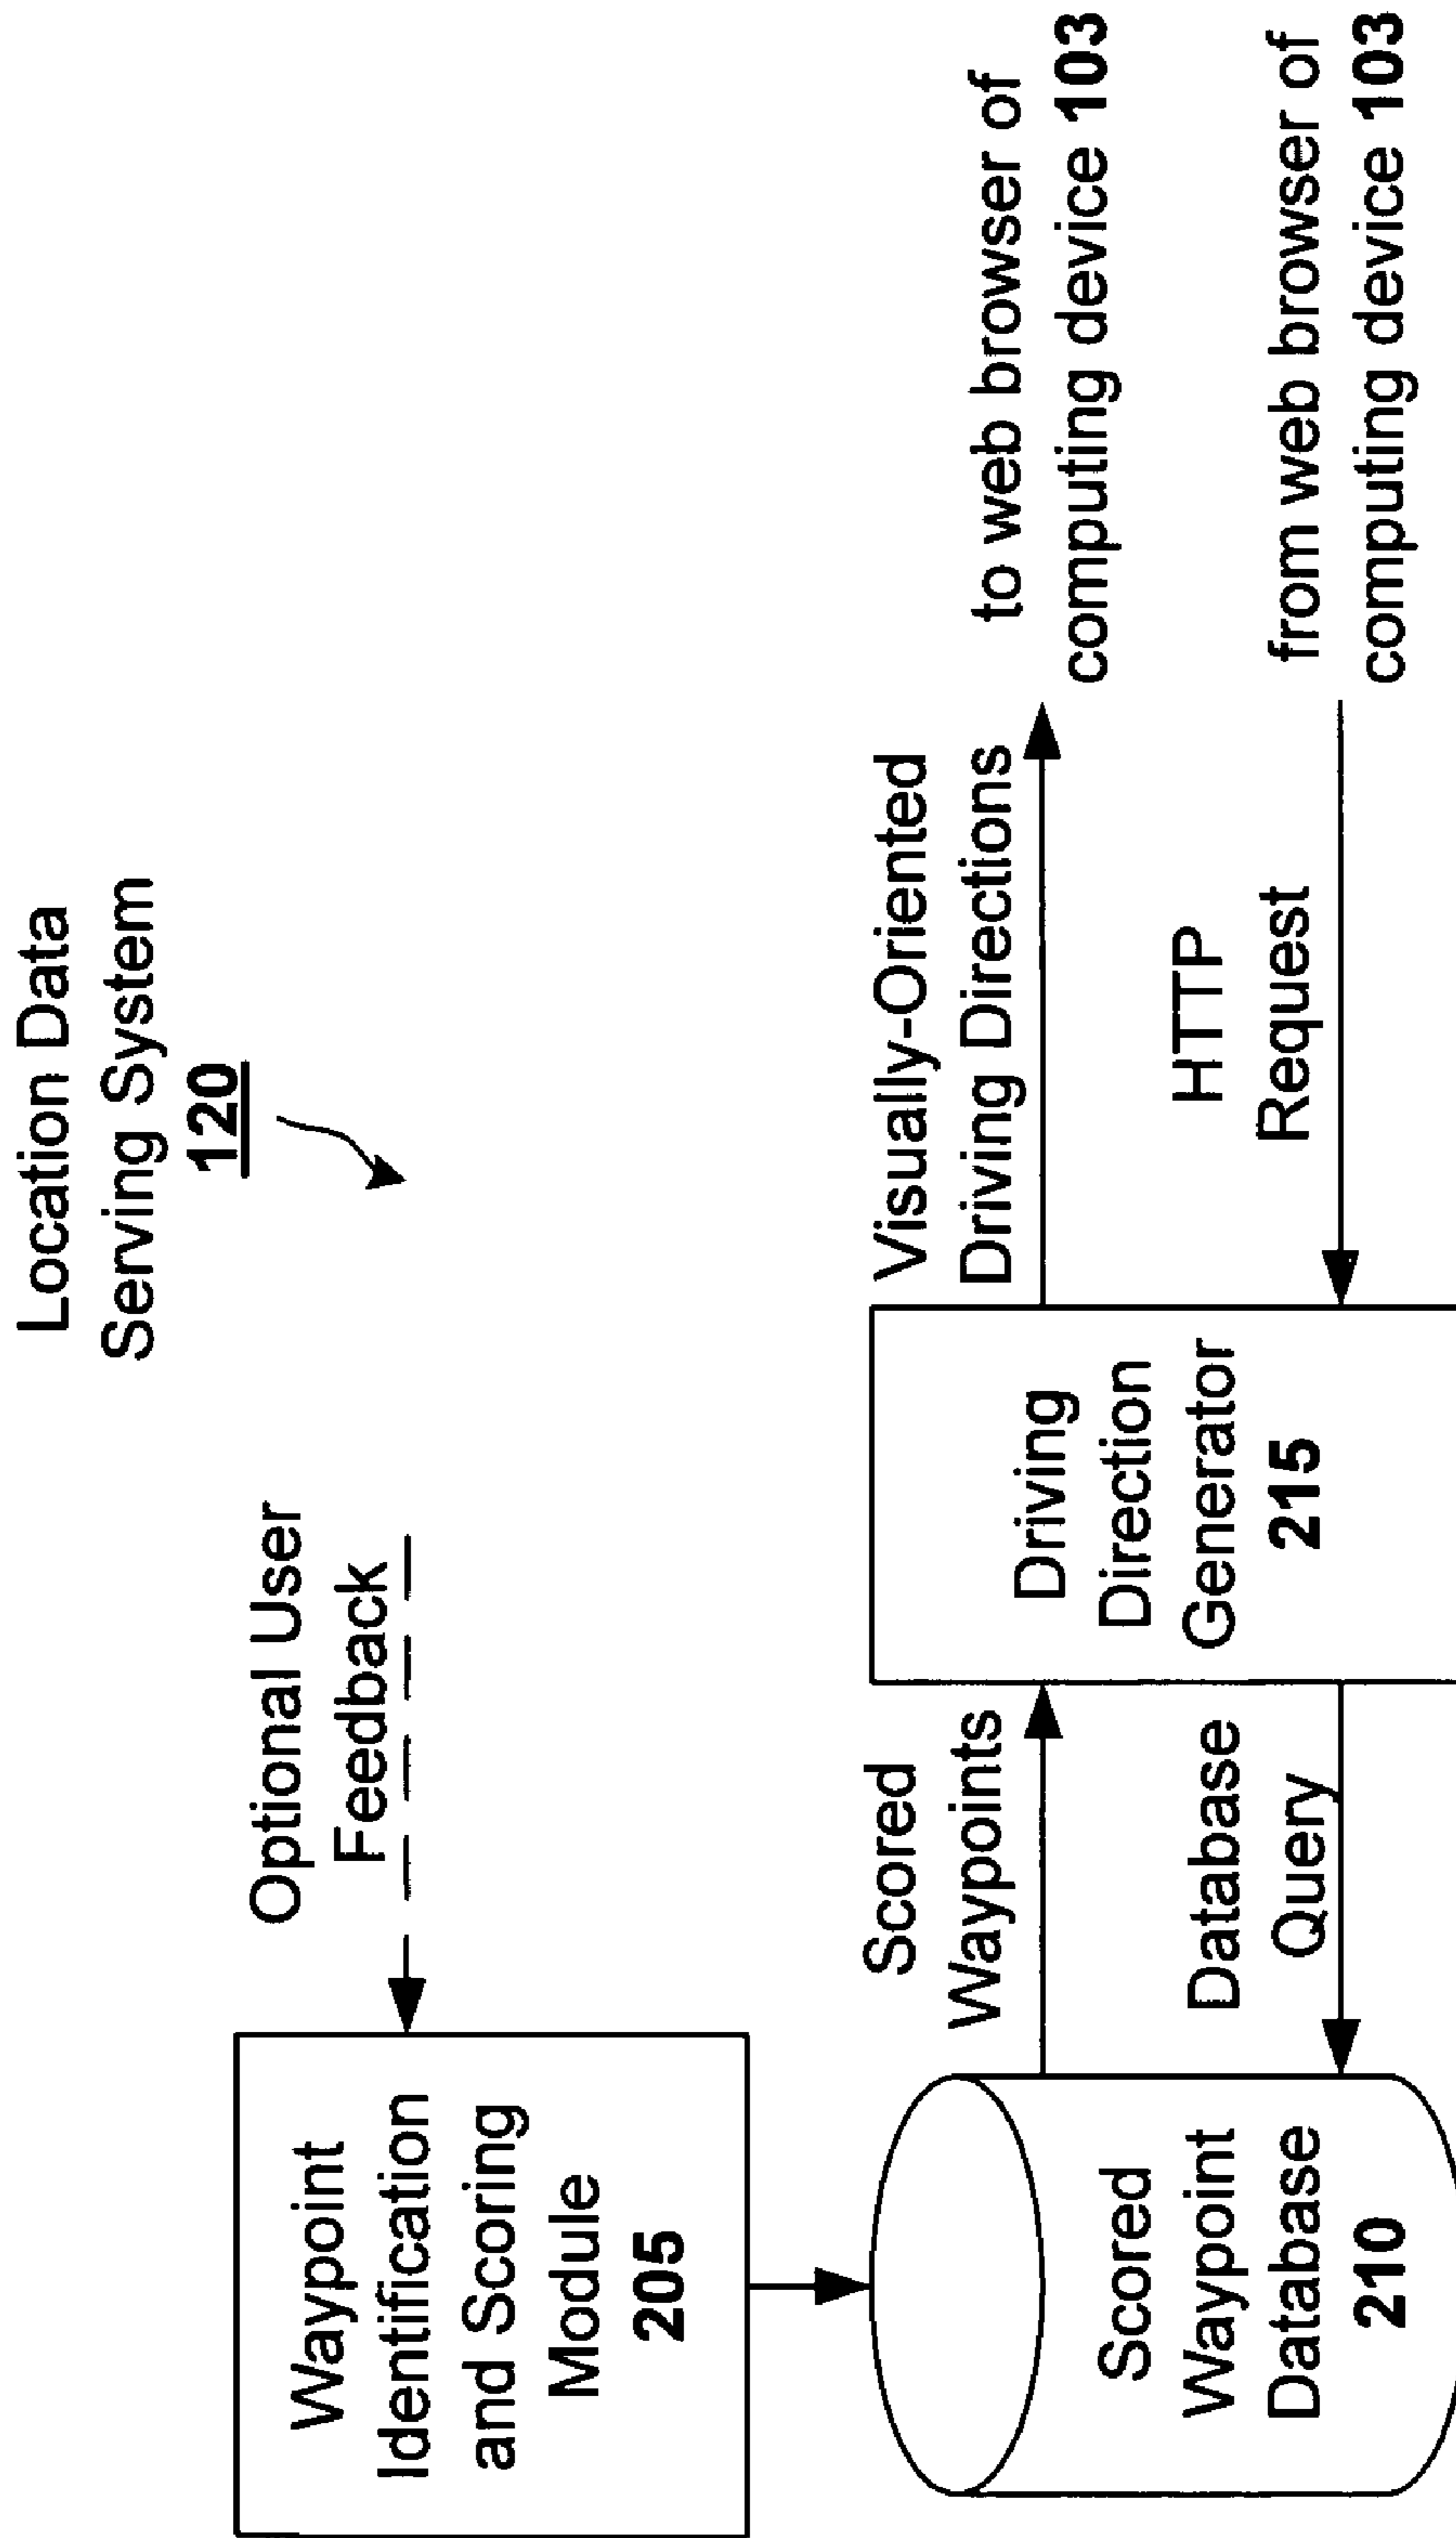 Location Data
Serving System
120
Optional User
Feedback
Waypoint
Identification
and Scoring
Module
205
Scored
Waypoint
Database
210
Scored
Waypoints
Database
Query
Driving
Direction
Generator
215
Visually-Oriented
Driving Directions
HTTP
Request
to web browser of
computing device 103
from web browser of
computing device 103